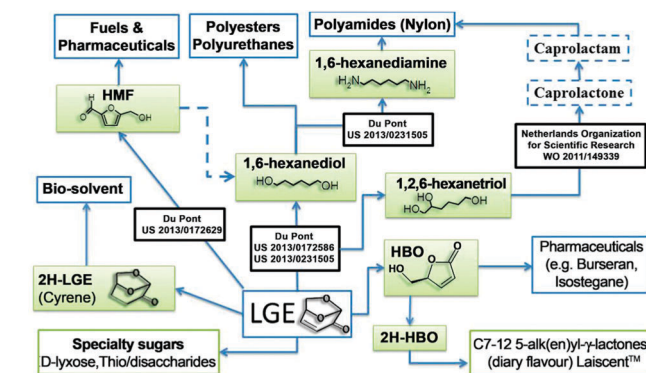 Fuels &
Pharmaceuticals
Polyesters
Polyurethanes
Polyamides (Nylon)
1,6-hexanediamine
H₂N
NH₂
Caprolactam
Caprolactone
HMF
H
O
O
OH
Du Pont
US 2013/0231505
Netherlands Organization
for Scientific Research
WO 2011/149339
1,6-hexanediol
HO
OH
1,2,6-hexanetriol
OH
HO
OH
Bio-solvent
Du Pont
US 2013/0172629
Du Pont
US 2013/0172586
US 2013/0231505
HBO
HO
O
O
Pharmaceuticals
(e.g. Burseran,
Isostegane)
2H-LGE
(Cyrene)
O
O
O
LGE
O
O
O
2H-HBO
Specialty sugars
D-lyxose,Thio/disaccharides
C7-12 5-alk(en)yl-γ-lactones
(diary flavour) Laiscent™